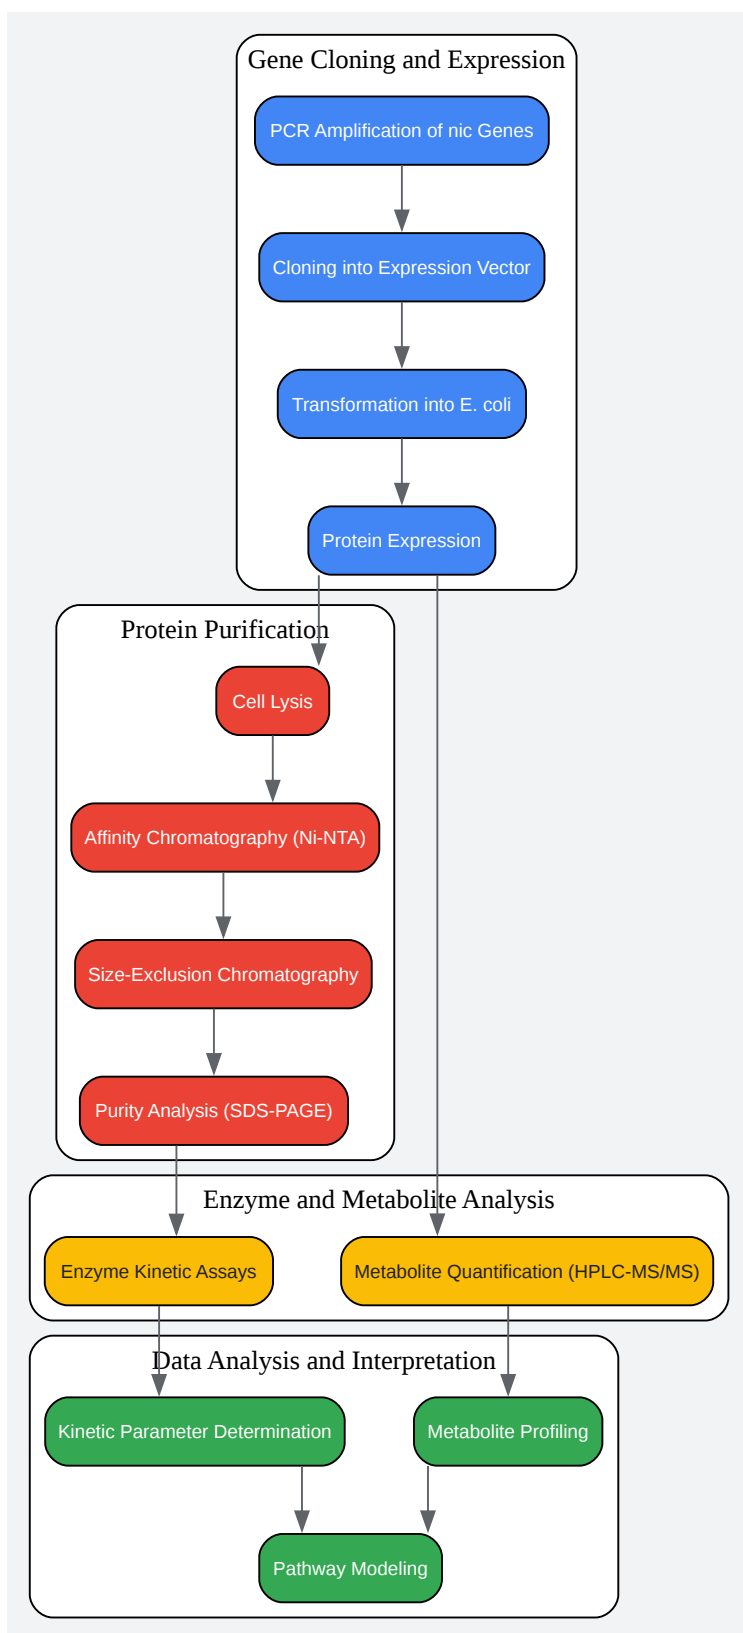 Gene Cloning and Expression
PCR Amplification of nic Genes
Cloning into Expression Vector
Transformation into E. coli
Protein Expression
Protein Purification
Cell Lysis
Affinity Chromatography (Ni-NTA)
Size-Exclusion Chromatography
Purity Analysis (SDS-PAGE)
Enzyme and Metabolite Analysis
Enzyme Kinetic Assays
Metabolite Quantification (HPLC-MS/MS)
Data Analysis and Interpretation
Kinetic Parameter Determination
Metabolite Profiling
Pathway Modeling